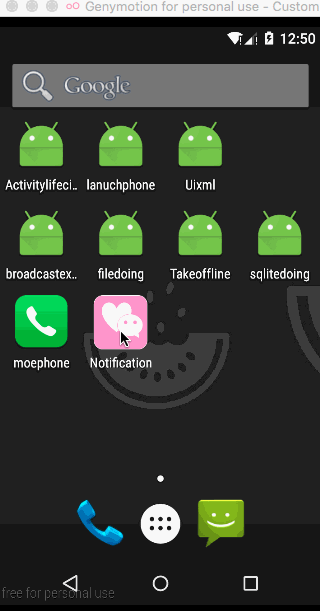 Genymotion for personal use - Custom
12:50
Google
Activitylifeci.. lanuchphone Uixml
broadcastex.. filedoing Takeoffline sqlitedoing
moephone Notification
free for personal use